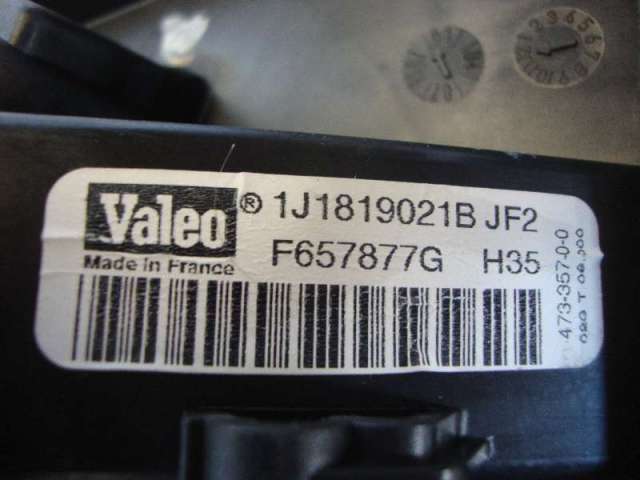 Valeo® 1J1819021B JF2
Made in France F657877G H35
473-357-0-0